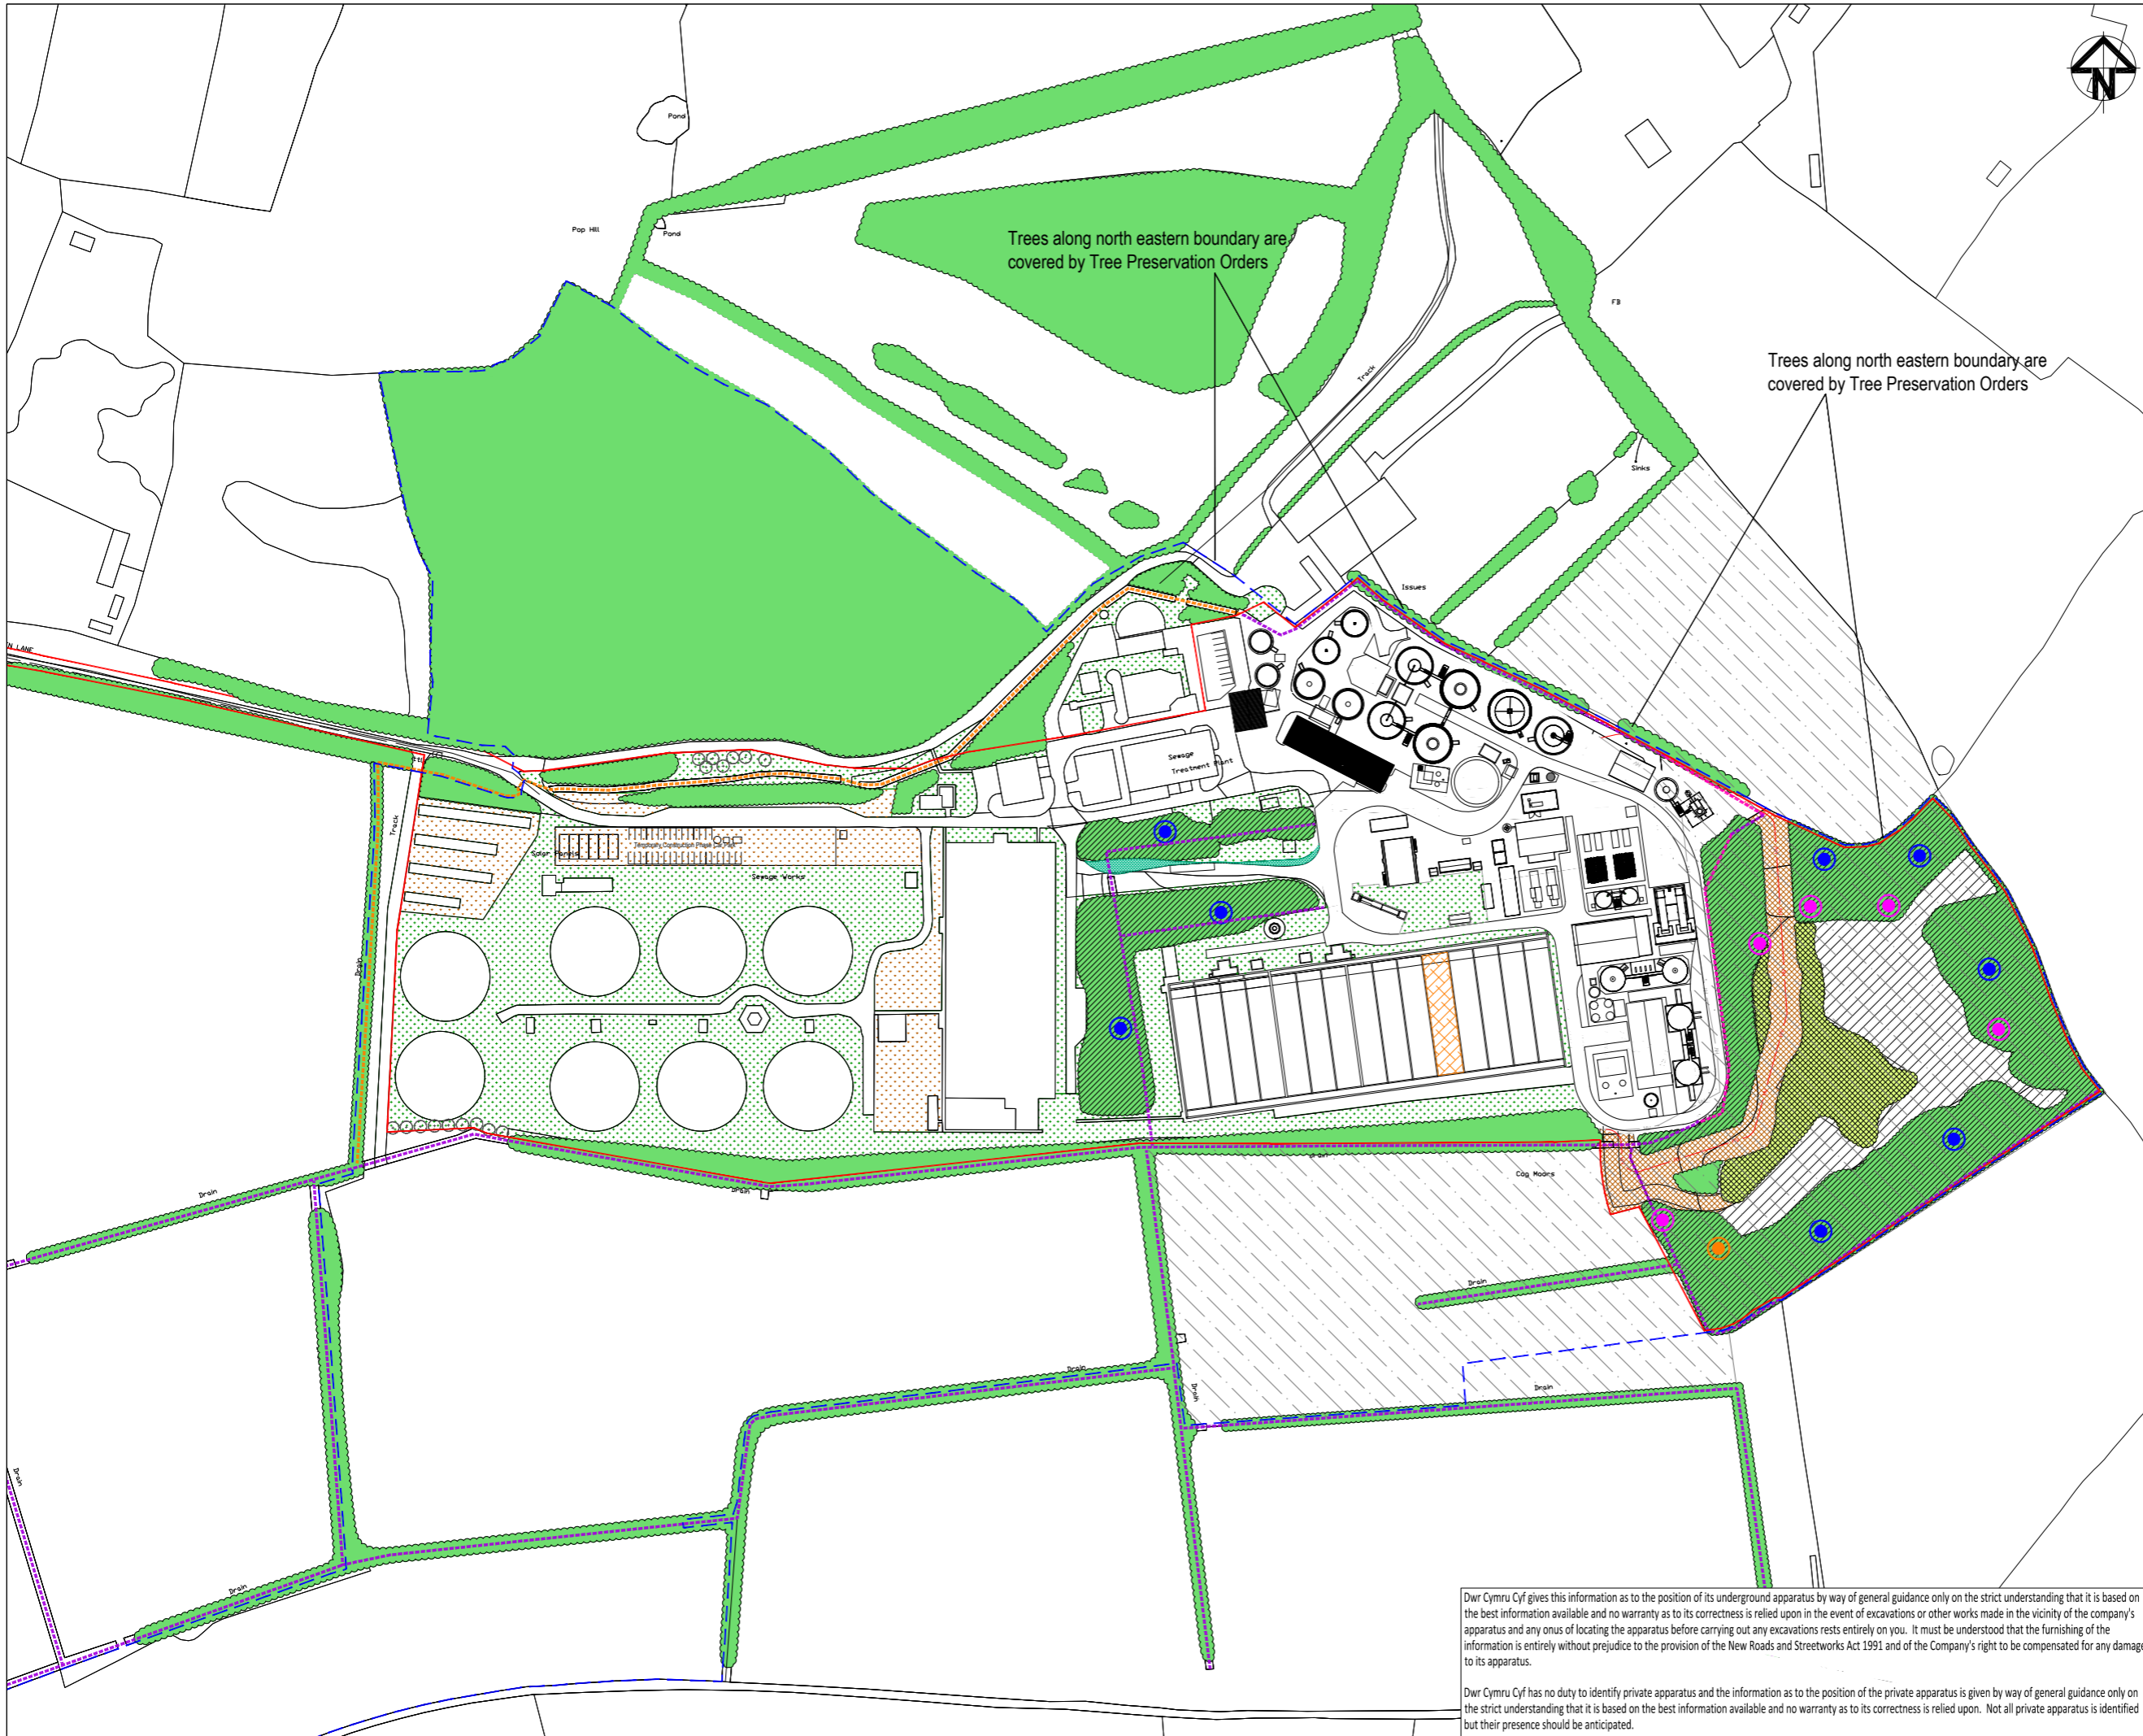 N
Pond
Pop Hill
Pond
Trees along north eastern boundary are
covered by Tree Preservation Orders
FB
Trees along north eastern boundary are
covered by Tree Preservation Orders
Track
Sinks
Issues
N LANE
Sewage
Treatment Plant
Track
Temporary Construction Phase Car Park
Solar Panels
Sewage Works
Drain
Drain
Drain
Cog Moors
Drain
Drain
Drain
Drain
Drain
Drain
Drain
Dwr Cymru Cyf gives this information as to the position of its underground apparatus by way of general guidance only on the strict understanding that it is based on
the best information available and no warranty as to its correctness is relied upon in the event of excavations or other works made in the vicinity of the company's
apparatus and any onus of locating the apparatus before carrying out any excavations rests entirely on you. It must be understood that the furnishing of the
information is entirely without prejudice to the provision of the New Roads and Streetworks Act 1991 and of the Company's right to be compensated for any damage
to its apparatus.
Dwr Cymru Cyf has no duty to identify private apparatus and the information as to the position of the private apparatus is given by way of general guidance only on
the strict understanding that it is based on the best information available and no warranty as to its correctness is relied upon. Not all private apparatus is identified
but their presence should be anticipated.